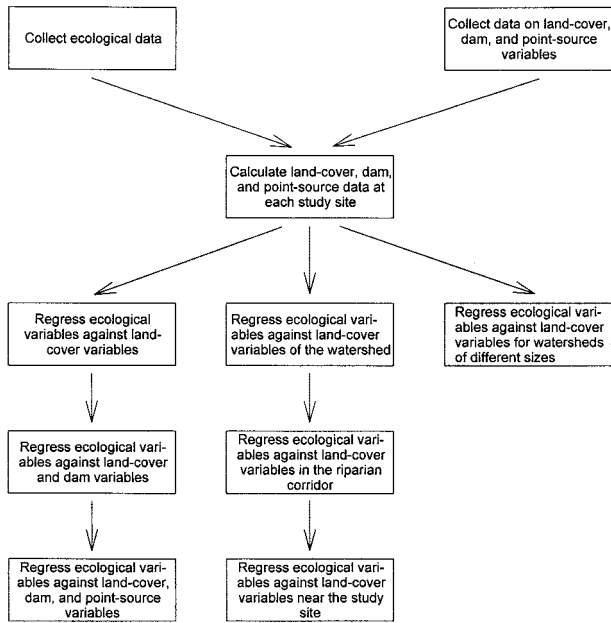 Collect ecological data
Collect data on land-cover,
dam, and point-source
variables
Calculate land-cover, dam,
and point-source data at
each study site
Regress ecological
variables against land-
cover variables
Regress ecological vari-
ables against land-cover
variables of the watershed
Regress ecological vari-
ables against land-cover
variables for watersheds
of different sizes
Regress ecological vari-
ables against land-cover
and dam variables
Regress ecological vari-
ables against land-cover
variables in the riparian
corridor
Regress ecological vari-
ables against land-cover,
dam, and point-source
variables
Regress ecological vari-
ables against land-cover
variables near the study
site